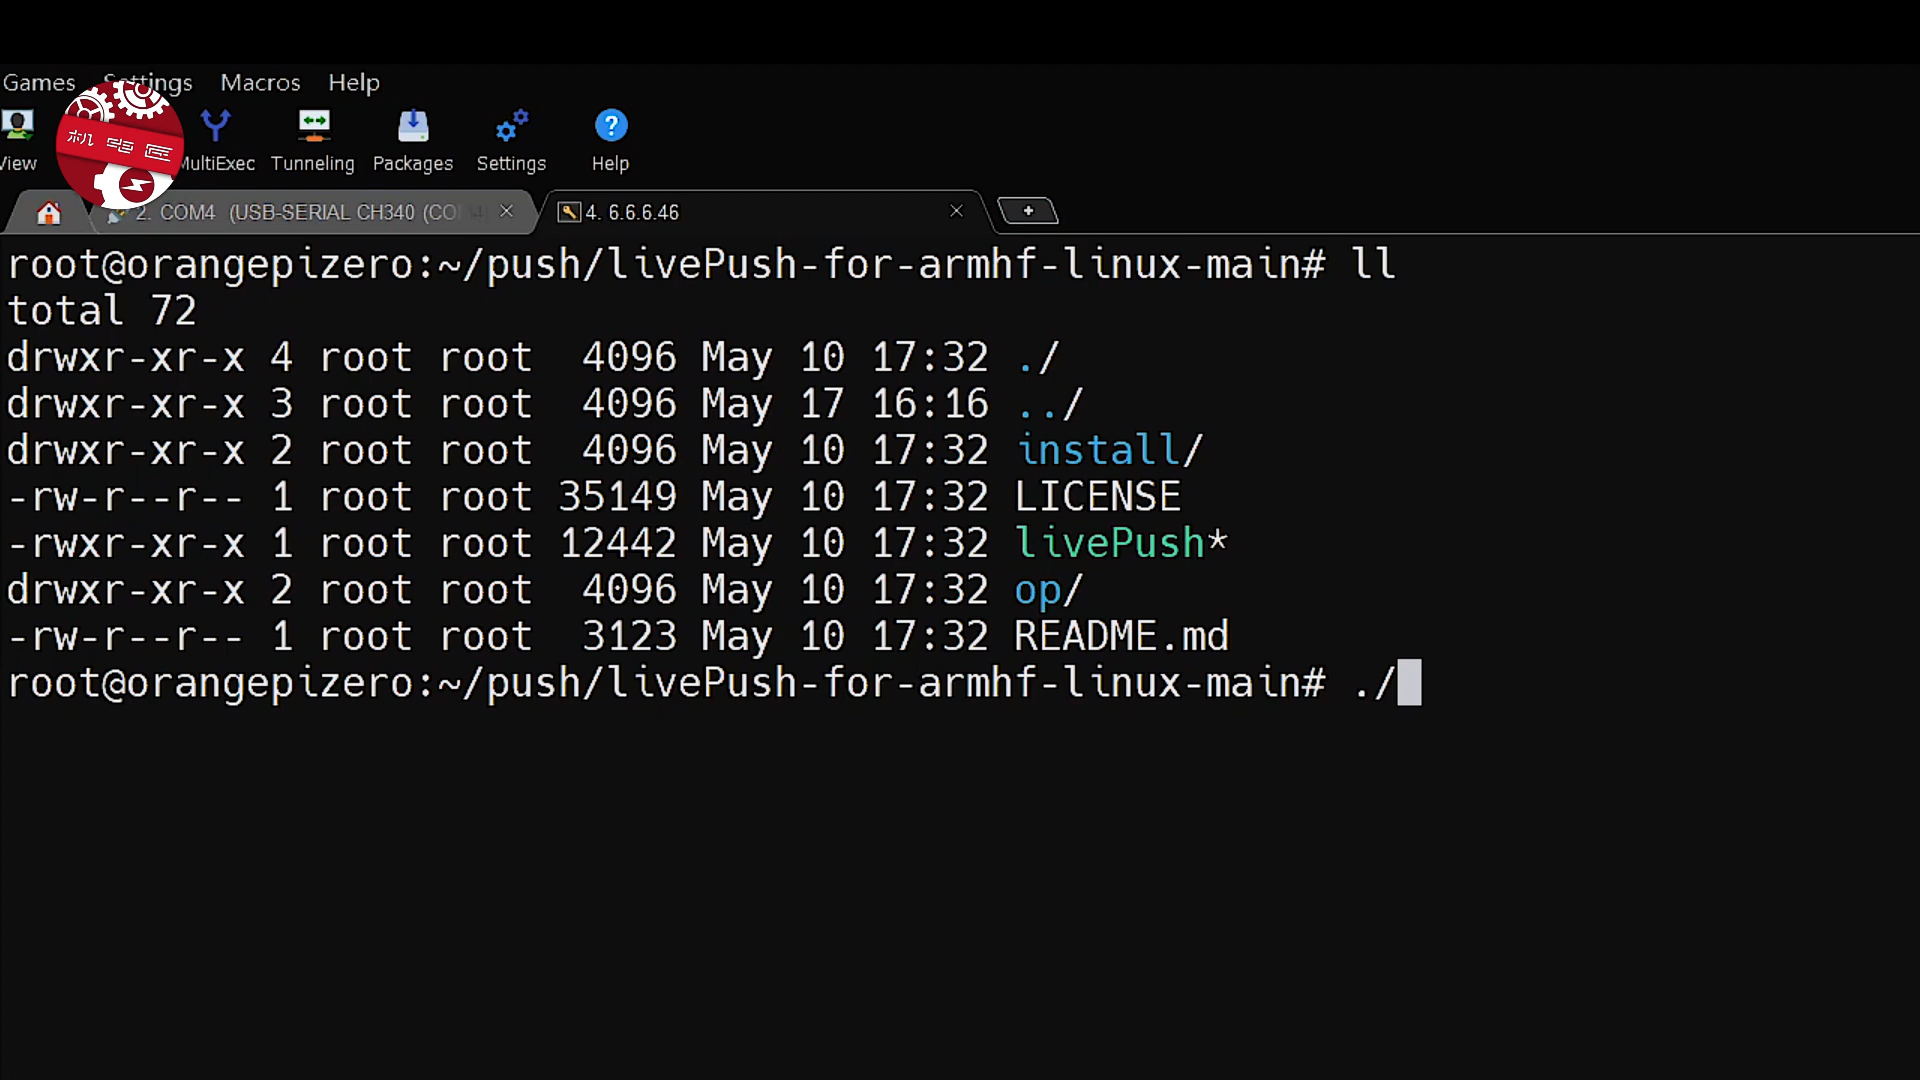 Games Settings Macros Help
View MultiExec Tunneling Packages Settings Help
机电匠
2. COM4 (USB-SERIAL CH340 (CO
4. 6.6.6.46
root@orangepizero:~/push/livePush-for-armhf-linux-main# ll
total 72
drwxr-xr-x 4 root root  4096 May 10 17:32 ./
drwxr-xr-x 3 root root  4096 May 17 16:16 ../
drwxr-xr-x 2 root root  4096 May 10 17:32 install/
-rw-r--r-- 1 root root 35149 May 10 17:32 LICENSE
-rwxr-xr-x 1 root root 12442 May 10 17:32 livePush*
drwxr-xr-x 2 root root  4096 May 10 17:32 op/
-rw-r--r-- 1 root root  3123 May 10 17:32 README.md
root@orangepizero:~/push/livePush-for-armhf-linux-main# ./